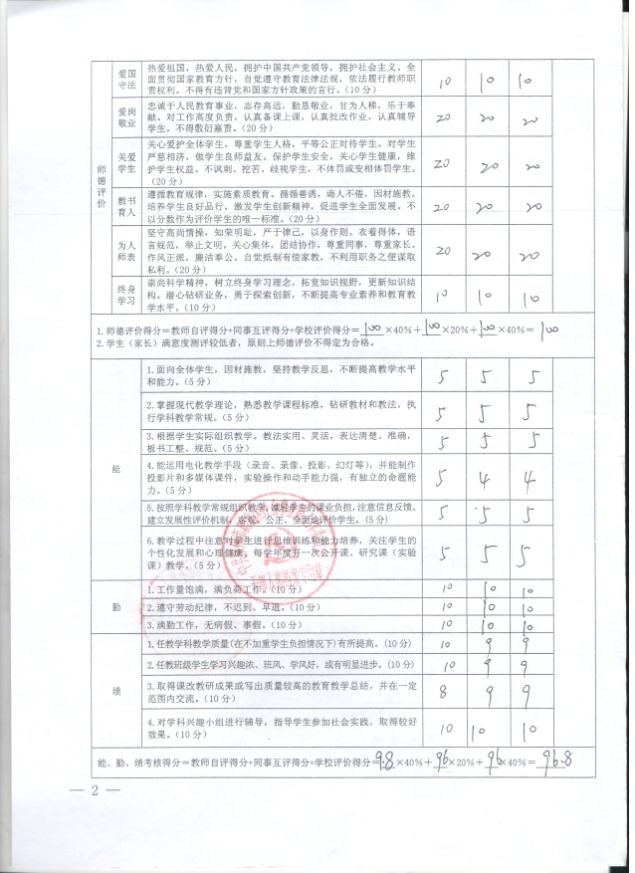 师德评价
爱国守法
热爱祖国，热爱人民，拥护中国共产党领导，拥护社会主义。全
面贯彻国家教育方针，自觉遵守教育法律法规，依法履行教师职
责权利。不得有违背党和国家方针政策的言行。(10分)
10 10 10
爱岗敬业
忠诚于人民教育事业，志存高远，勤恳敬业，甘为人梯，乐于奉
献。对工作高度负责，认真备课上课，认真批改作业，认真辅导
学生。不得敷衍塞责。(20分)
20 20 20
关爱学生
关心爱护全体学生，尊重学生人格，平等公正对待学生。对学生
严慈相济，做学生良师益友。保护学生安全，关心学生健康，维
护学生权益。不讽刺、挖苦、歧视学生，不体罚或变相体罚学生。
(20分)
20 20 20
教书育人
遵循教育规律，实施素质教育。循循善诱，诲人不倦，因材施教。
培养学生良好品行，激发学生创新精神，促进学生全面发展。不
以分数作为评价学生的唯一标准。(20分)
20 20 20
为人师表
坚守高尚情操，知荣明耻，严于律己，以身作则。衣着得体，语
言规范，举止文明。关心集体，团结协作，尊重同事，尊重家长。
作风正派，廉洁奉公。自觉抵制有偿家教，不利用职务之便谋取
私利。(20分)
20 20 20
终身学习
崇尚科学精神，树立终身学习理念，拓宽知识视野，更新知识结
构。潜心钻研业务，勇于探索创新，不断提高专业素养和教育教
学水平。(10分)
10 10 10
1.师德评价得分=教师自评得分+同事互评得分+学校评价得分=100×40%+100×20%+100×40%=100
2.学生（家长）满意度测评较低者，原则上师德评价不得定为合格。
能
1.面向全体学生，因材施教，坚持教学反思，不断提高教学水平
和能力。(5分)
5 5 5
2.掌握现代教学理论，熟悉教学课程标准，钻研教材和教法，执
行学科教学常规。(5分)
5 5 5
3.根据学生实际组织教学。教法实用、灵活，表达清楚、准确，
板书工整、规范。(5分)
5 5 5
4.能运用电化教学手段（录音、录像、投影、幻灯等），并能制作
投影片和多媒体课件，实验操作和动手能力强，有独立的命题能
力。(5分)
5 4 4
5.按照学科教学常规组织教学，减轻学生的课业负担，注意信息反馈，
建立发展性评价机制，客观、公正、全面地评价学生。(5分)
5 5 5
6.教学过程中注意对学生进行思维训练和能力培养，关注学生的
个性化发展和心理健康，每学年度开一次公开课、研究课（实验
课）教学。(5分)
5 5 5
勤
1.工作量饱满，满负荷工作。(10分)
10 10 10
2.遵守劳动纪律，不迟到、早退。(10分)
10 10 10
3.满勤工作，无病假、事假。(10分)
10 10 10
绩
1.任教学科教学质量(在不加重学生负担情况下)有所提高。(10分)
10 9 9
2.任教班级学生学习兴趣浓、班风、学风好，或有明显进步。(10分)
10 9 9
3.取得课改教研成果或写出质量较高的教育教学总结，并在一定
范围内交流。(10分)
8 9 9
4.对学科兴趣小组进行辅导，指导学生参加社会实践，取得较好
效果。(10分)
10 10 10
能、勤、绩考核得分=教师自评得分+同事互评得分+学校评价得分=98×40%+96×20%+96×40%=96.8
— 2 —